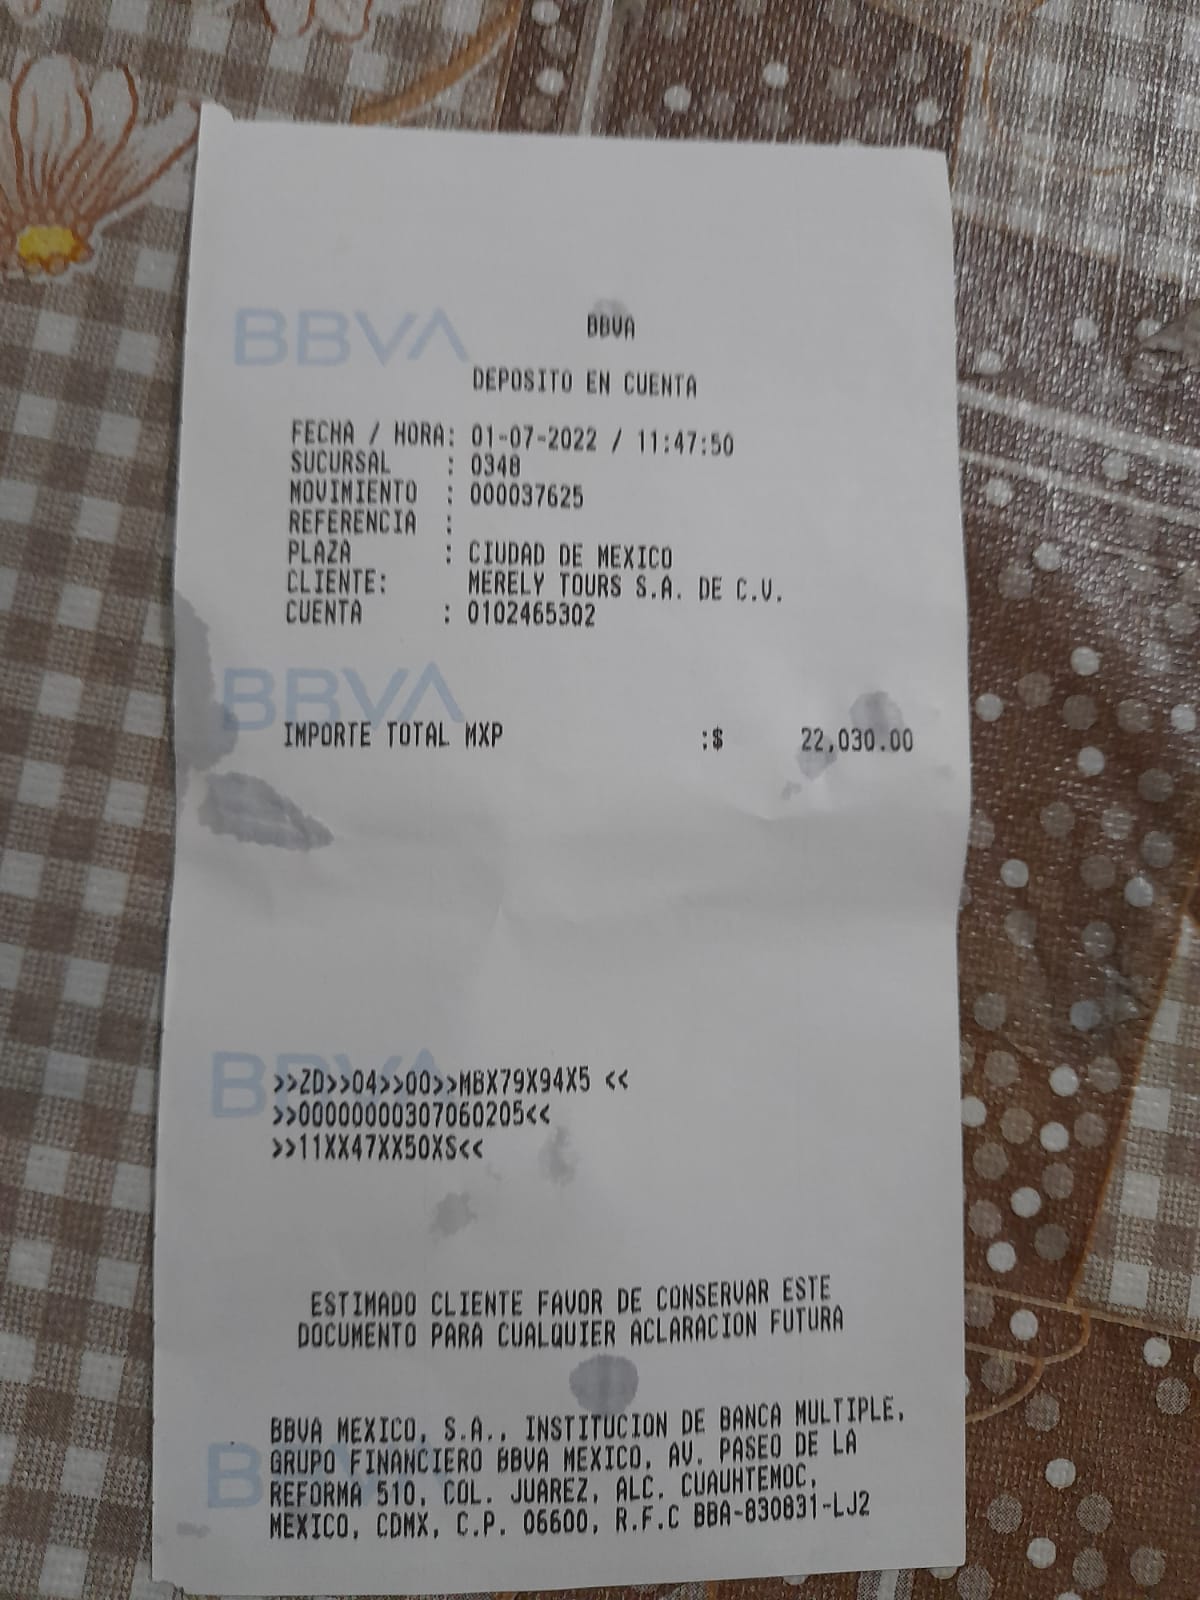 BBVA
BBVA
DEPOSITO EN CUENTA
FECHA / HORA: 01-07-2022 / 11:47:50
SUCURSAL : 0348
MOVIMIENTO : 000037625
REFERENCIA :
PLAZA : CIUDAD DE MEXICO
CLIENTE: MERELY TOURS S.A. DE C.V.
CUENTA : 0102465302
BBVA
IMPORTE TOTAL MXP :$ 22,030.00
BBVA
>>ZD>>04>>00>>MBX79X94X5 <<
>>00000000307060205<<
>>11XX47XX50XS<<
ESTIMADO CLIENTE FAVOR DE CONSERVAR ESTE
DOCUMENTO PARA CUALQUIER ACLARACION FUTURA
BBVA MEXICO, S.A., INSTITUCION DE BANCA MULTIPLE,
GRUPO FINANCIERO BBVA MEXICO, AV. PASEO DE LA
REFORMA 510, COL. JUAREZ, ALC. CUAUHTEMOC,
MEXICO, CDMX, C.P. 06600, R.F.C BBA-830831-LJ2